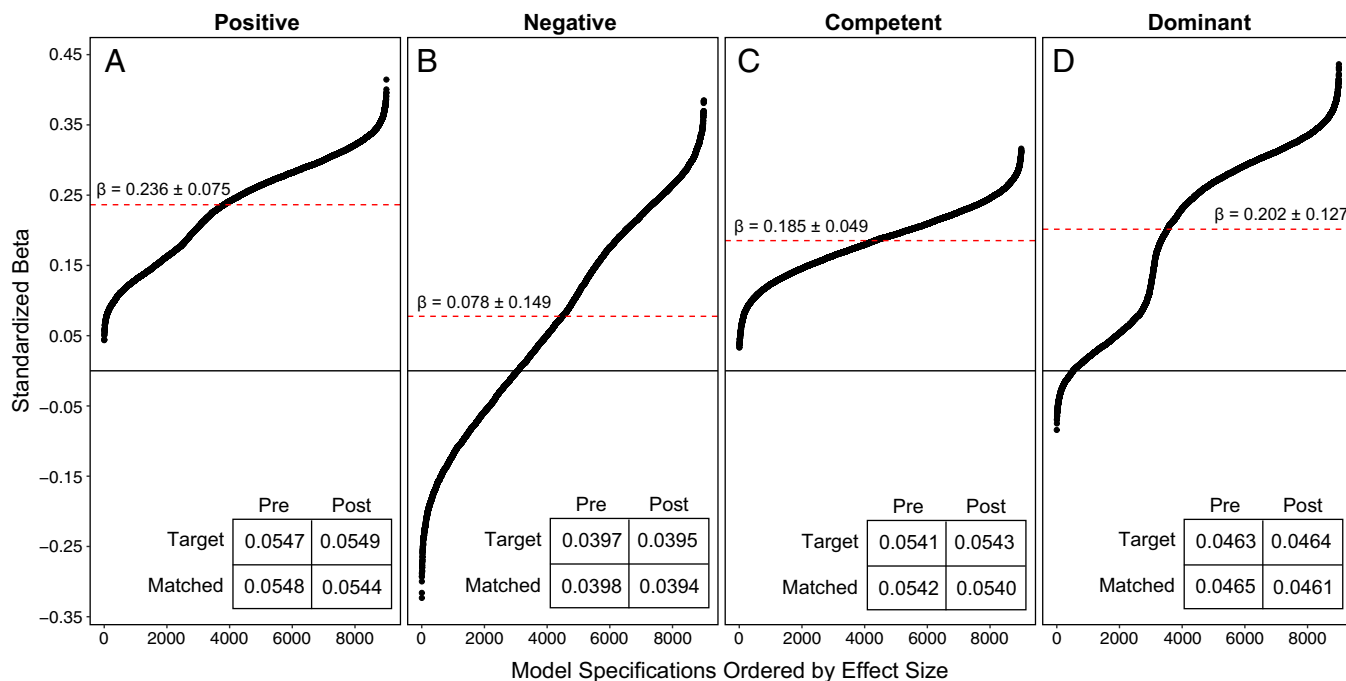 Positive
Negative
Competent
Dominant
A
B
C
D
β = 0.236 ± 0.075
β = 0.078 ± 0.149
β = 0.185 ± 0.049
β = 0.202 ± 0.127
Standardized Beta
0.45
0.35
0.25
0.15
0.05
−0.05
−0.15
−0.25
−0.35
Pre Post
Target 0.0547 0.0549
Matched 0.0548 0.0544
Pre Post
Target 0.0397 0.0395
Matched 0.0398 0.0394
Pre Post
Target 0.0541 0.0543
Matched 0.0542 0.0540
Pre Post
Target 0.0463 0.0464
Matched 0.0465 0.0461
0 2000 4000 6000 8000
0 2000 4000 6000 8000
0 2000 4000 6000 8000
0 2000 4000 6000 8000
Model Specifications Ordered by Effect Size